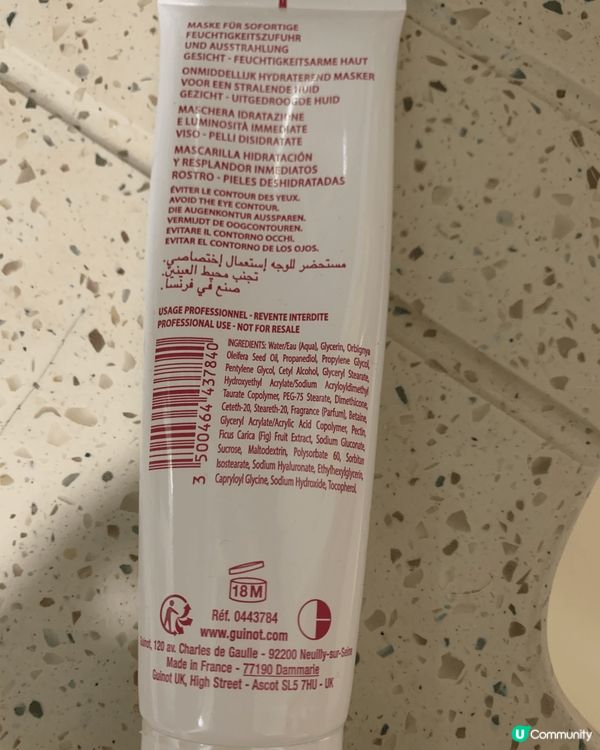 MASKE FÜR SOFORTIGE
FEUCHTIGKEITSZUFUHR
UND AUSSTRAHLUNG
GESICHT - FEUCHTIGKEITSARME HAUT
ONMIDDELLIJK HYDRATEREND MASKER
VOOR EEN STRALENDE HUID
GEZICHT - UITGEDROOGDE HUID
MASCHERA IDRATAZIONE
E LUMINOSITÀ IMMEDIATE
VISO - PELLI DISIDRATATE
MASCARILLA HIDRATACIÓN
Y RESPLANDOR INMEDIATOS
ROSTRO - PIELES DESHIDRATADAS
ÉVITER LE CONTOUR DES YEUX.
AVOID THE EYE CONTOUR.
DIE AUGENKONTUR AUSSPAREN.
VERMIJDT DE OOGCONTOUREN.
EVITARE IL CONTORNO OCCHI.
EVITAR EL CONTORNO DE LOS OJOS.
مستحضر للوجه إستعمال إختصاصي.
تجنب محيط العينين.
صنع في فرنسا.
USAGE PROFESSIONNEL - REVENTE INTERDITE
PROFESSIONAL USE - NOT FOR RESALE
3 500464 437840
INGREDIENTS: Water/Eau (Aqua), Glycerin, Orbignya
Oleifera Seed Oil, Propanediol, Propylene Glycol,
Pentylene Glycol, Cetyl Alcohol, Glyceryl Stearate,
Hydroxyethyl Acrylate/Sodium Acryloyldimethyl
Taurate Copolymer, PEG-75 Stearate, Dimethicone,
Ceteth-20, Steareth-20, Fragrance (Parfum), Betaine,
Glyceryl Acrylate/Acrylic Acid Copolymer, Pectin,
Ficus Carica (Fig) Fruit Extract, Sodium Gluconate,
Sucrose, Maltodextrin, Polysorbate 60, Sorbitan
Isostearate, Sodium Hyaluronate, Ethylhexylglycerin,
Capryloyl Glycine, Sodium Hydroxide, Tocopherol.
18 M
Réf. 0443784
www.guinot.com
Guinot, 120 av. Charles de Gaulle - 92200 Neuilly-sur-Seine
Made in France - 77190 Dammarie
Guinot UK, High Street - Ascot SL5 7HU - UK
U Community